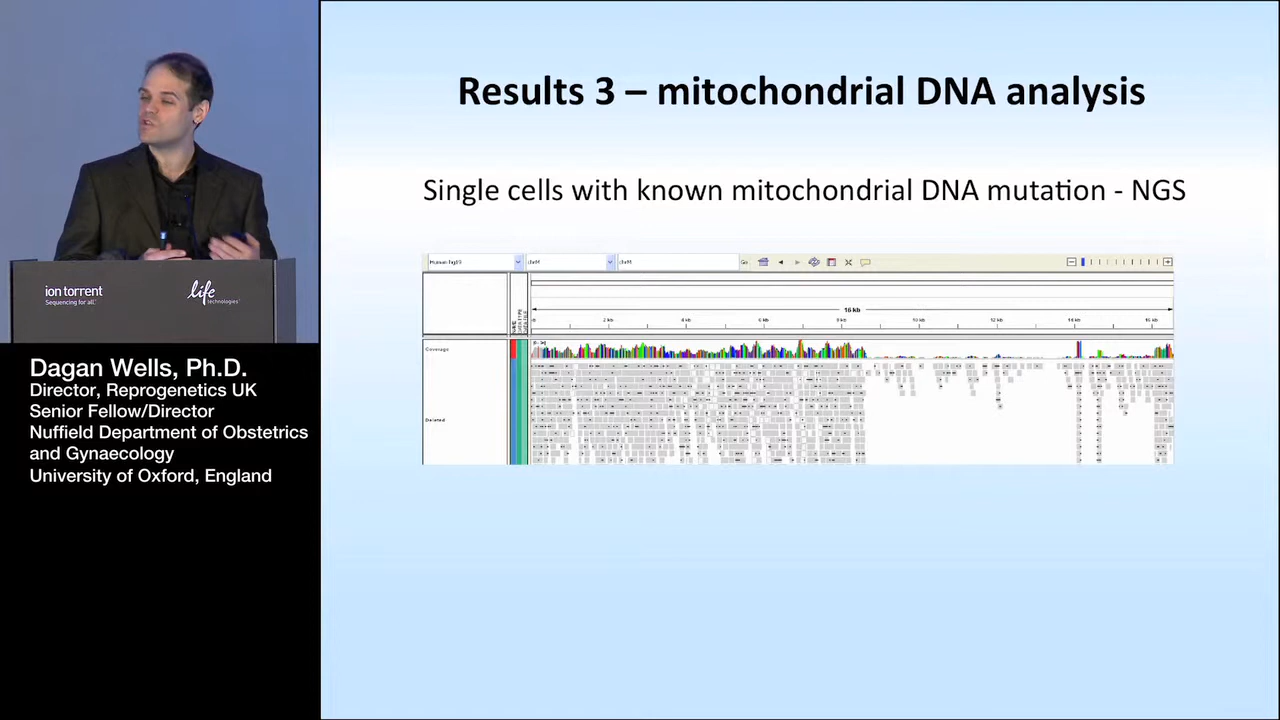 Results 3 – mitochondrial DNA analysis
Single cells with known mitochondrial DNA mutation - NGS
Go
16 kb
2 kb
4 kb
6 kb
8 kb
10 kb
12 kb
14 kb
16 kb
Coverage
ion torrent
Sequencing for all.
life
technologies
Dagan Wells, Ph.D.
Director, Reprogenetics UK
Senior Fellow/Director
Nuffield Department of Obstetrics
and Gynaecology
University of Oxford, England